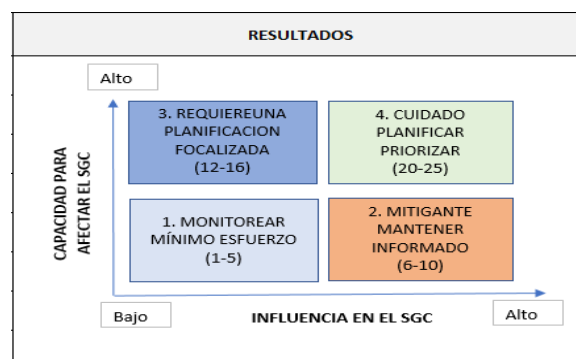 RESULTADOS
Alto
3. REQUIEREUNA
PLANIFICACION
FOCALIZADA
(12-16)
4. CUIDADO
PLANIFICAR
PRIORIZAR
(20-25)
CAPACIDAD PARA
AFECTAR EL SGC
1. MONITOREAR
MÍNIMO ESFUERZO
(1-5)
2. MITIGANTE
MANTENER
INFORMADO
(6-10)
Bajo
INFLUENCIA EN EL SGC
Alto